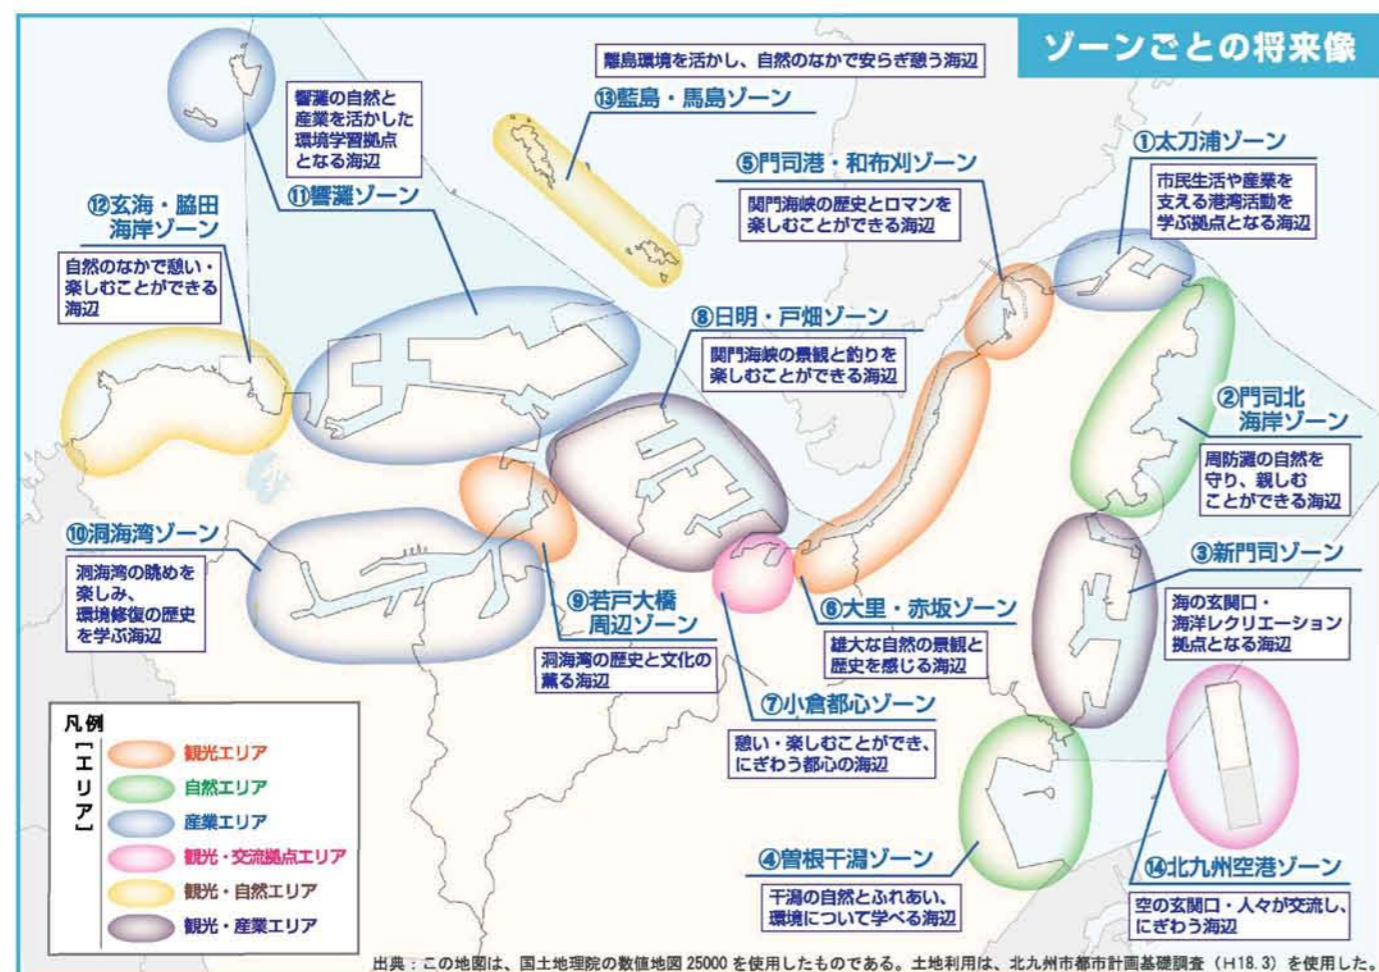 ゾーンごとの将来像
離島環境を活かし、自然のなかで安らぎ憩う海辺
⑬藍島・馬島ゾーン
響灘の自然と
産業を活かした
環境学習拠点
となる海辺
⑪響灘ゾーン
⑫玄海・脇田
海岸ゾーン
自然のなかで憩い・
楽しむことができる
海辺
⑤門司港・和布刈ゾーン
関門海峡の歴史とロマンを
楽しむことができる海辺
①太刀浦ゾーン
市民生活や産業を
支える港湾活動を
学ぶ拠点となる海辺
⑧日明・戸畑ゾーン
関門海峡の景観と釣りを
楽しむことができる海辺
②門司北
海岸ゾーン
周防灘の自然を
守り、親しむ
ことができる海辺
⑩洞海湾ゾーン
洞海湾の眺めを
楽しみ、
環境修復の歴史
を学ぶ海辺
③新門司ゾーン
海の玄関口・
海洋レクリエーション
拠点となる海辺
⑨若戸大橋
周辺ゾーン
洞海湾の歴史と文化の
薫る海辺
⑥大里・赤坂ゾーン
雄大な自然の景観と
歴史を感じる海辺
⑦小倉都心ゾーン
憩い・楽しむことができ、
にぎわう都心の海辺
④曽根干潟ゾーン
干潟の自然とふれあい、
環境について学べる海辺
⑭北九州空港ゾーン
空の玄関口・人々が交流し、
にぎわう海辺
凡例
[エリア]
観光エリア
自然エリア
産業エリア
観光・交流拠点エリア
観光・自然エリア
観光・産業エリア
出典：この地図は、国土地理院の数値地図 25000 を使用したものである。土地利用は、北九州市都市計画基礎調査（H18.3）を使用した。